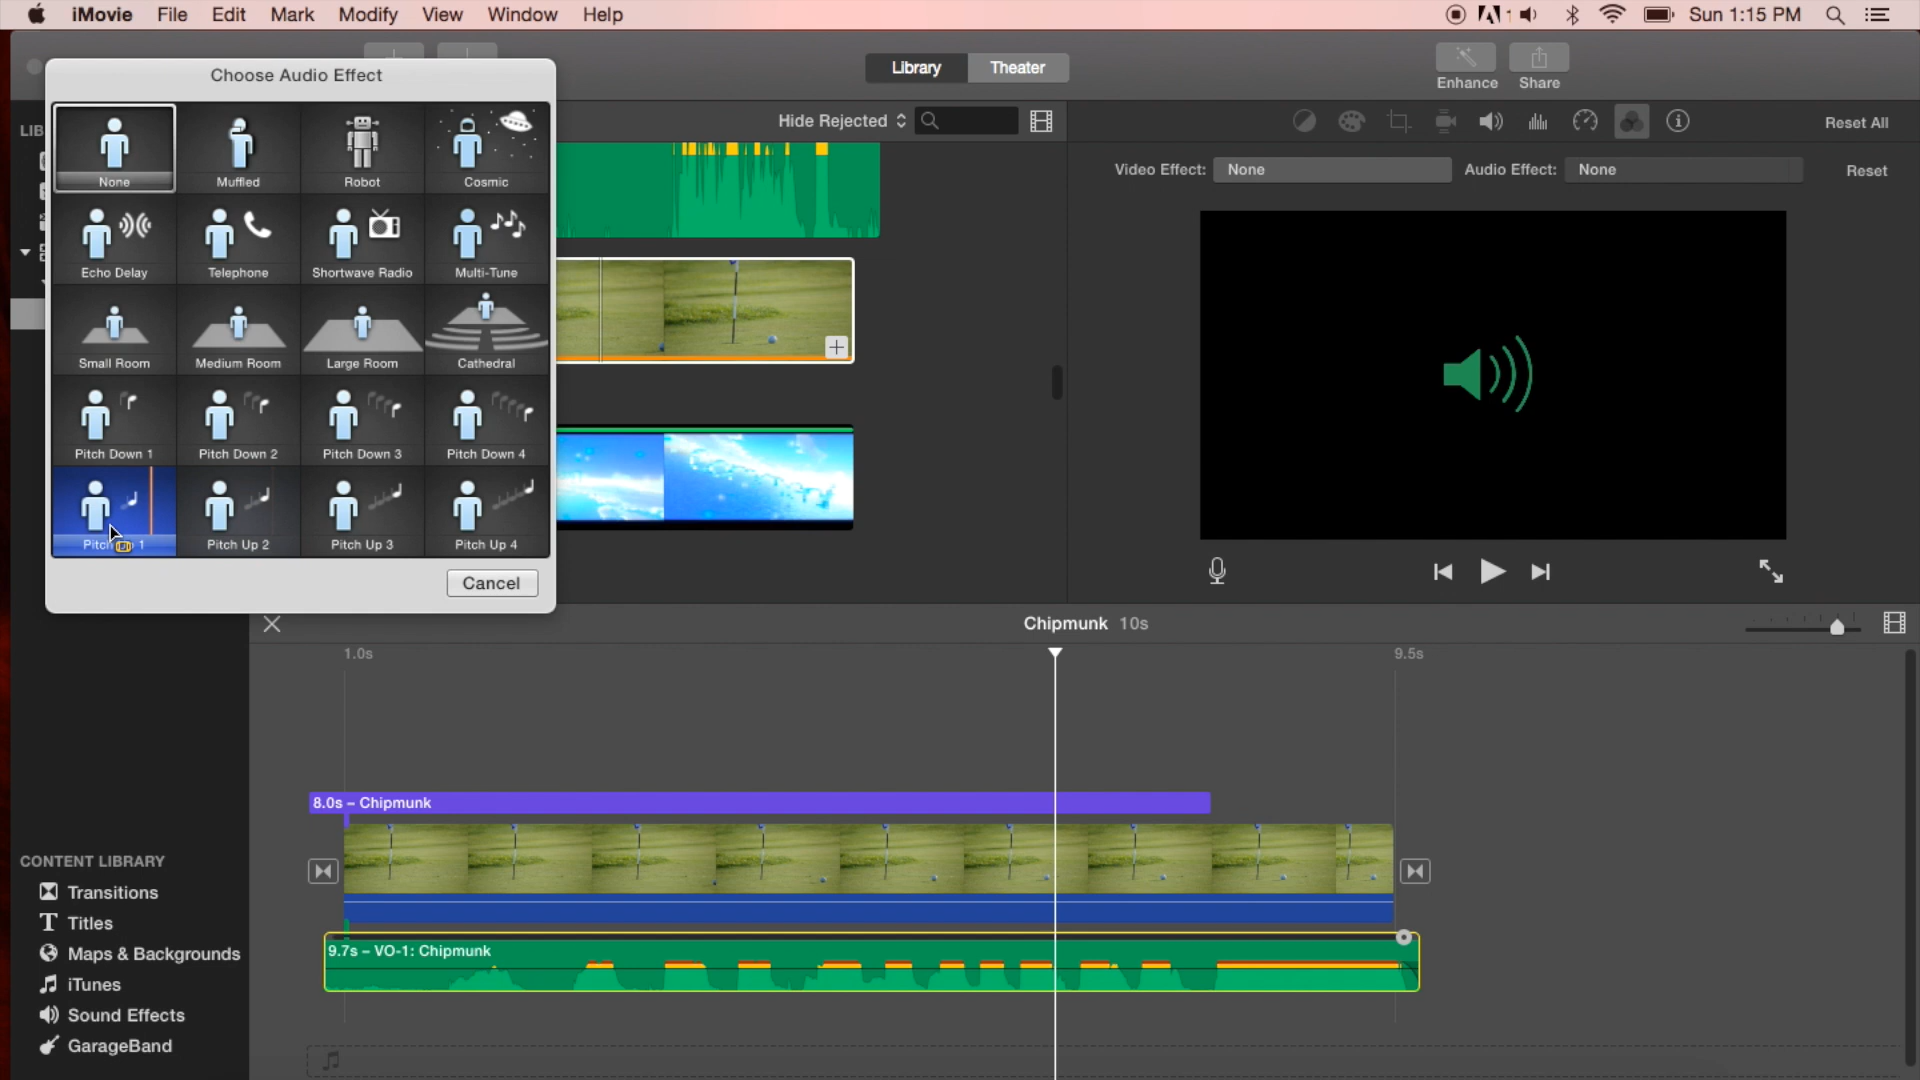 iMovie File Edit Mark Modify View Window Help
1
Sun 1:15 PM
Choose Audio Effect
None Muffled Robot Cosmic
Echo Delay Telephone Shortwave Radio Multi-Tune
Small Room Medium Room Large Room Cathedral
Pitch Down 1 Pitch Down 2 Pitch Down 3 Pitch Down 4
Pitch Up 1 Pitch Up 2 Pitch Up 3 Pitch Up 4
Cancel
LIB
Library Theater
Enhance Share
Hide Rejected
Reset All
Video Effect: None Audio Effect: None Reset
Chipmunk 10s
1.0s 9.5s
8.0s – Chipmunk
9.7s – VO-1: Chipmunk
CONTENT LIBRARY
Transitions
T Titles
Maps & Backgrounds
iTunes
Sound Effects
GarageBand